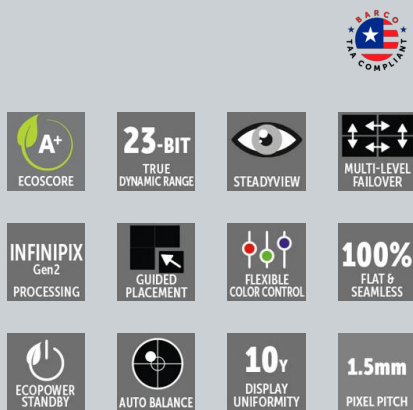 BARCO
TAA COMPLIANT
A+
ECOSCORE
23-BIT
TRUE
DYNAMIC RANGE
STEADYVIEW
MULTI-LEVEL
FAILOVER
INFINIPIX
Gen2
PROCESSING
GUIDED
PLACEMENT
FLEXIBLE
COLOR CONTROL
100%
FLAT &
SEAMLESS
ECOPOWER
STANDBY
AUTO BALANCE
10Y
DISPLAY
UNIFORMITY
1.5mm
PIXEL PITCH